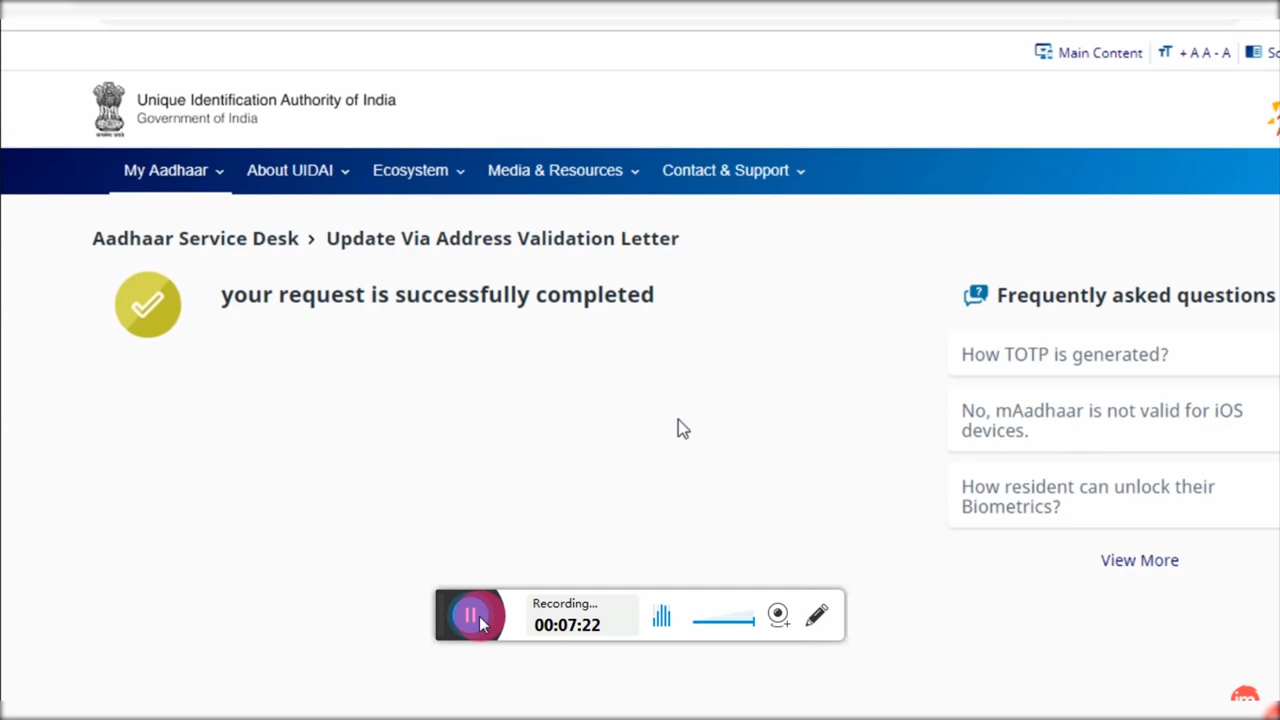 Main Content
+ A A - A
Unique Identification Authority of India
Government of India
My Aadhaar
About UIDAI
Ecosystem
Media & Resources
Contact & Support
Aadhaar Service Desk › Update Via Address Validation Letter
your request is successfully completed
Frequently asked questions
How TOTP is generated?
No, mAadhaar is not valid for iOS
devices.
How resident can unlock their
Biometrics?
View More
Recording...
00:07:22